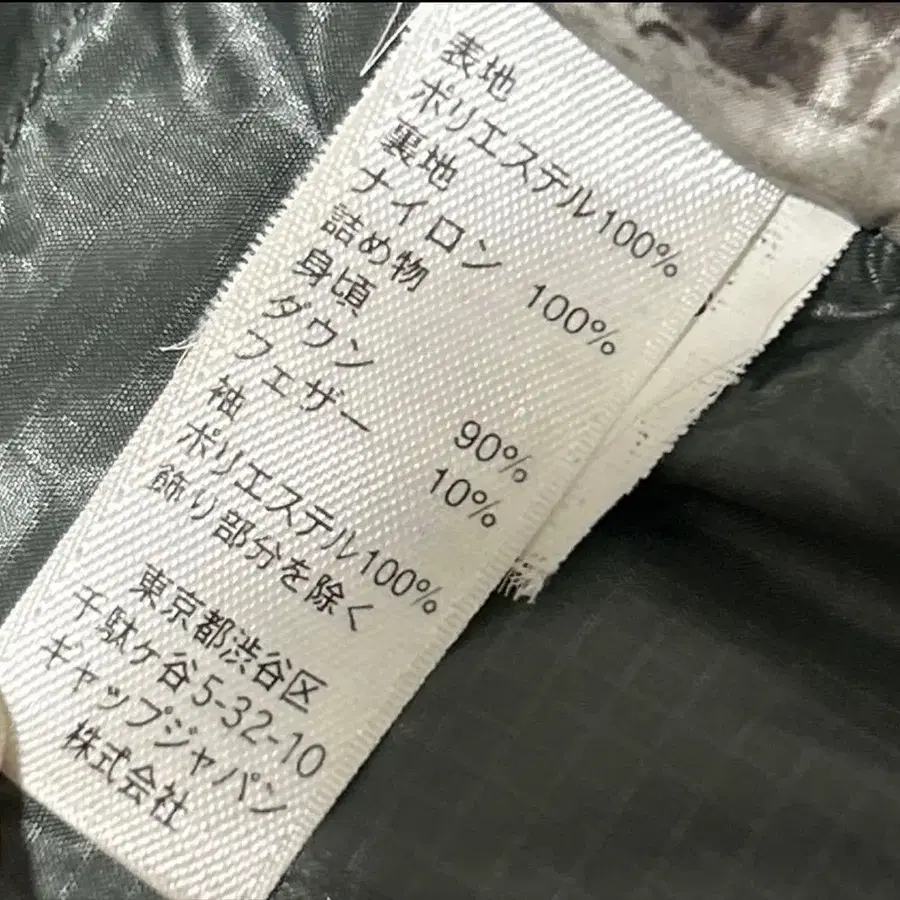 表地
ポリエステル100%
裏地
ナイロン 100%
詰め物
身頃
ダウン 90%
フェザー 10%
袖
ポリエステル100%
飾り部分を除く
東京都渋谷区
千駄ケ谷5-32-10
ギャップジャパン
株式会社